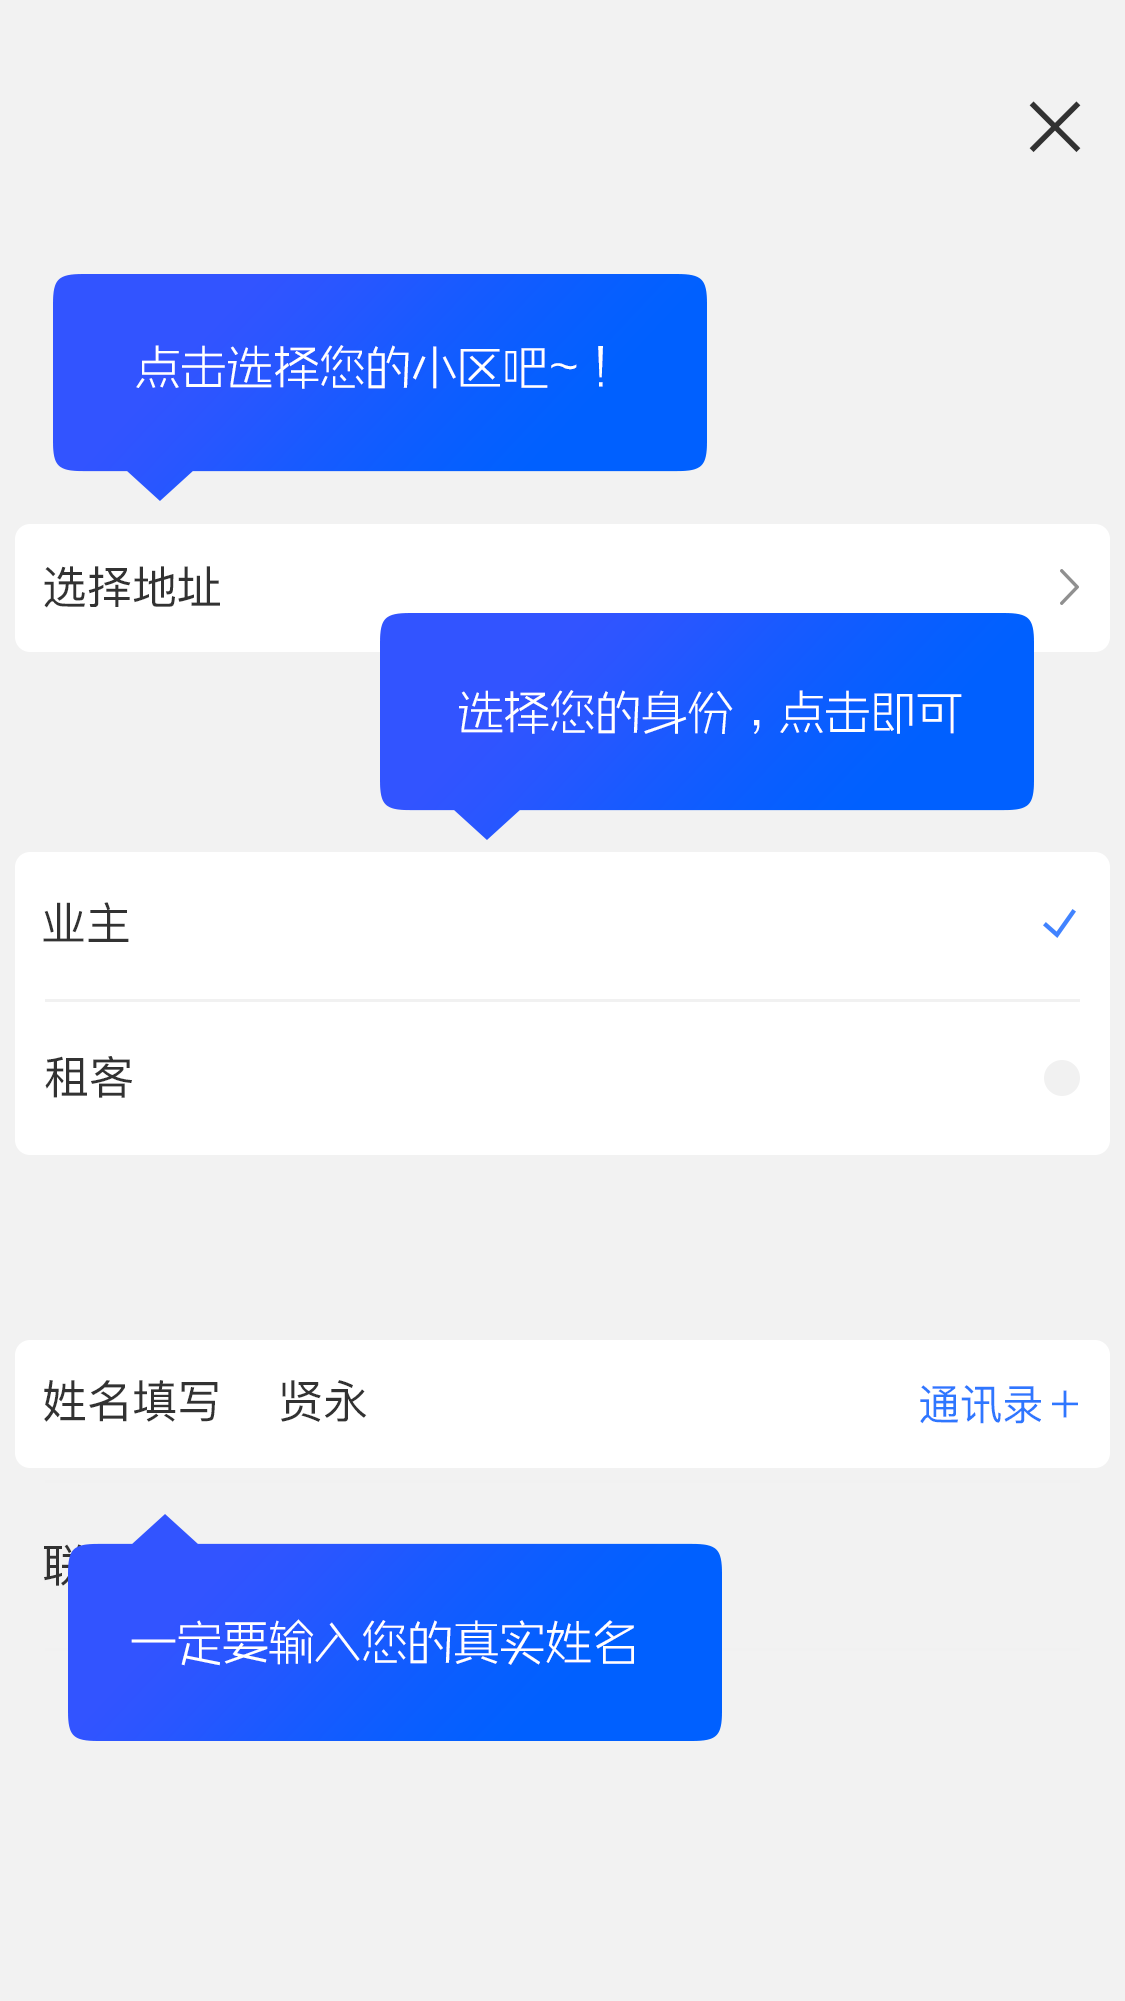 点击选择您的小区吧~！
选择地址
选择您的身份，点击即可
业主
租客
姓名填写 贤永 通讯录+
联
一定要输入您的真实姓名